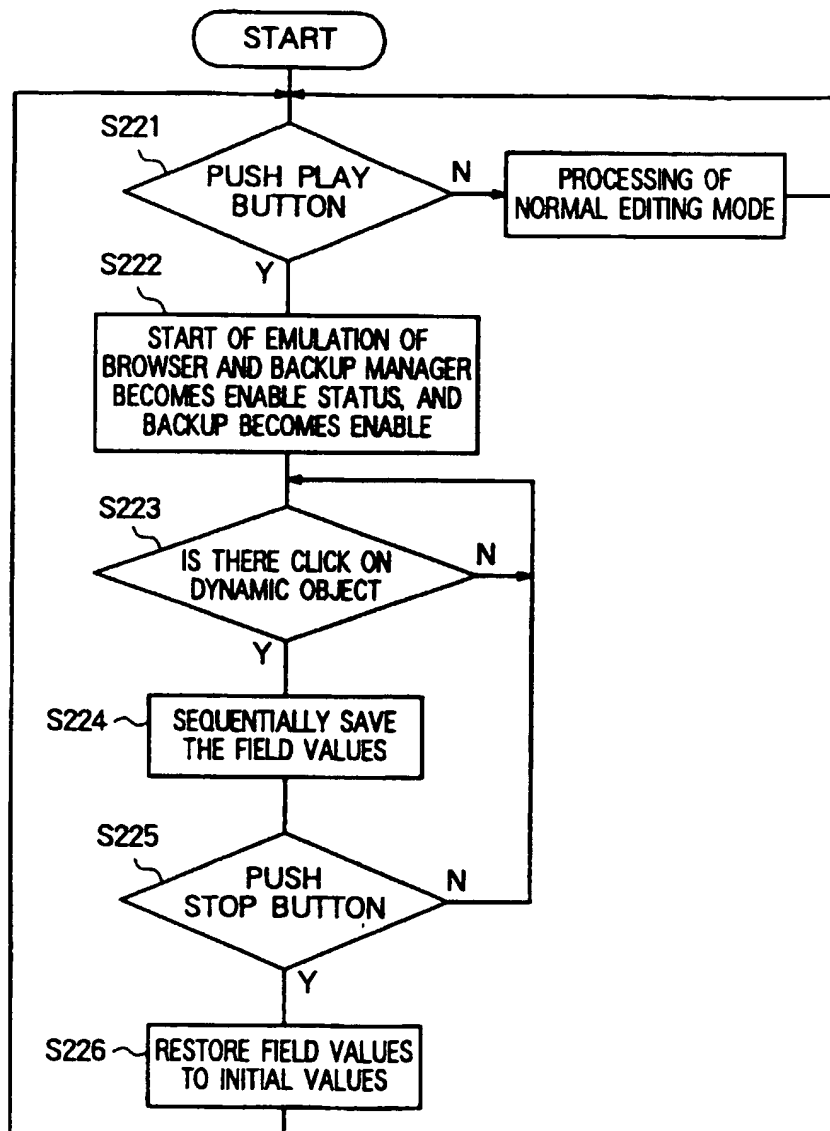 START
S221
PUSH PLAY
BUTTON
N
PROCESSING OF
NORMAL EDITING MODE
Y
S222
START OF EMULATION OF
BROWSER AND BACKUP MANAGER
BECOMES ENABLE STATUS, AND
BACKUP BECOMES ENABLE
S223
IS THERE CLICK ON
DYNAMIC OBJECT
N
Y
S224
SEQUENTIALLY SAVE
THE FIELD VALUES
S225
PUSH
STOP BUTTON
N
Y
S226
RESTORE FIELD VALUES
TO INITIAL VALUES